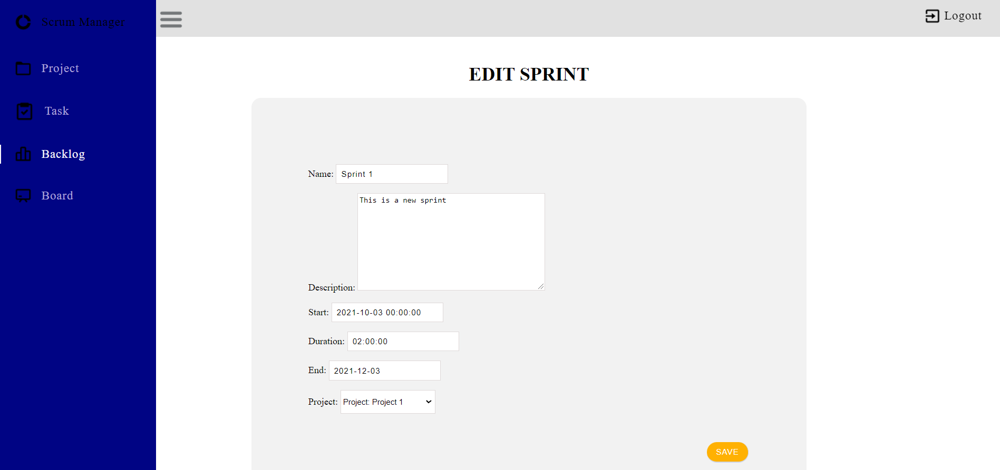 Scrum Manager
Logout
Project
Task
Backlog
Board
EDIT SPRINT
Name: Sprint 1
This is a new sprint
Description:
Start: 2021-10-03 00:00:00
Duration: 02:00:00
End: 2021-12-03
Project: Project: Project 1
SAVE